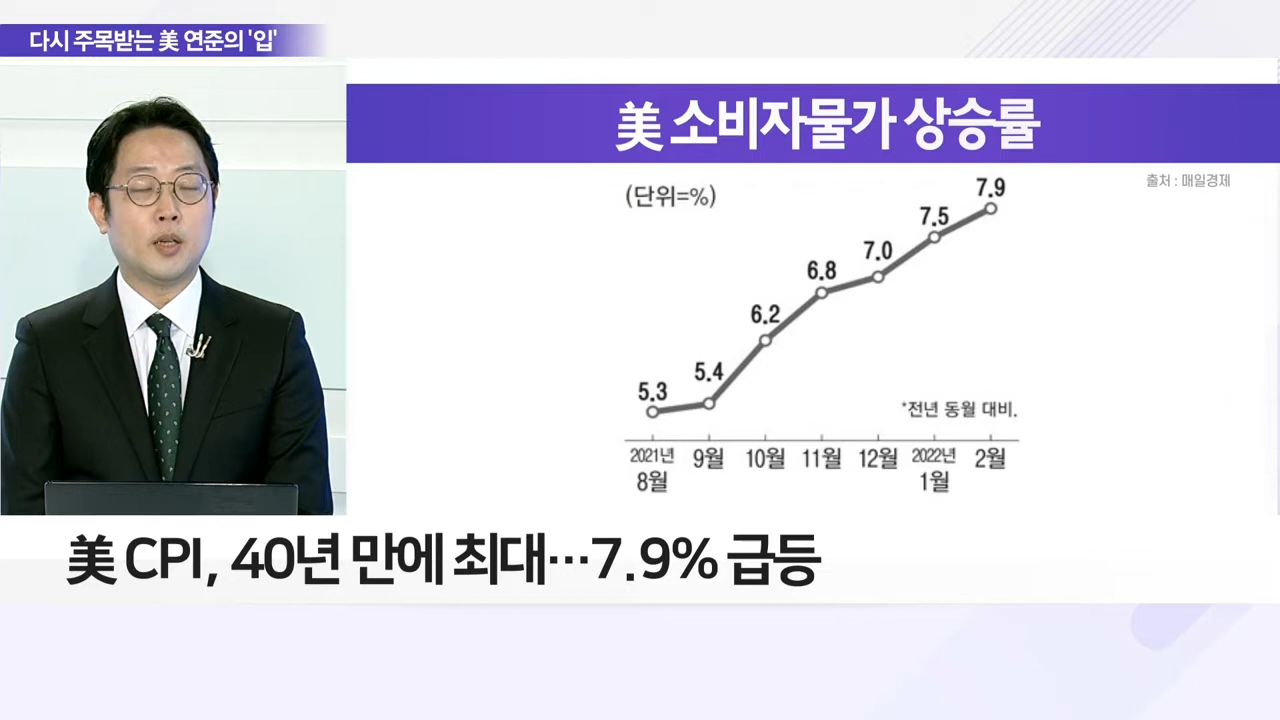 다시 주목받는 美 연준의 '입'
美 소비자물가 상승률
출처 : 매일경제
(단위=%)
5.3
5.4
6.2
6.8
7.0
7.5
7.9
*전년 동월 대비.
2021년 8월
9월
10월
11월
12월
2022년 1월
2월
美 CPI, 40년 만에 최대…7.9% 급등